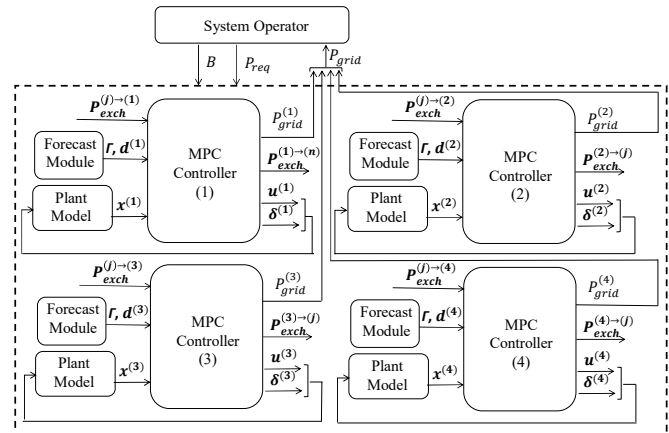 System Operator
B
P_req
P_grid
P_exch^(j)→(1)
Forecast Module
Γ, d^(1)
Plant Model
x^(1)
MPC Controller (1)
P_grid^(1)
P_exch^(1)→(n)
u^(1)
δ^(1)
P_exch^(j)→(2)
Forecast Module
Γ, d^(2)
Plant Model
x^(2)
MPC Controller (2)
P_grid^(2)
P_exch^(2)→(j)
u^(2)
δ^(2)
P_exch^(j)→(3)
Forecast Module
Γ, d^(3)
Plant Model
x^(3)
MPC Controller (3)
P_grid^(3)
P_exch^(3)→(j)
u^(3)
δ^(3)
P_exch^(j)→(4)
Forecast Module
Γ, d^(4)
Plant Model
x^(4)
MPC Controller (4)
P_grid^(4)
P_exch^(4)→(j)
u^(4)
δ^(4)